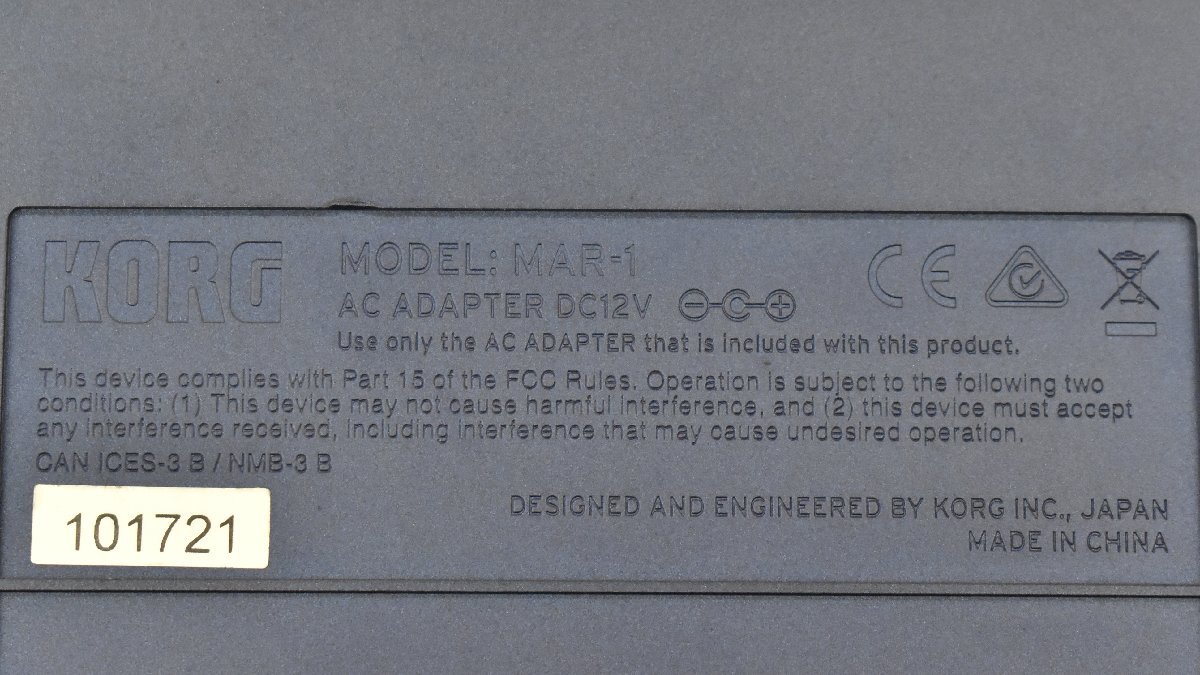 KORG
MODEL: MAR-1
AC ADAPTER DC12V
Use only the AC ADAPTER that is included with this product.
This device complies with Part 15 of the FCC Rules. Operation is subject to the following two
conditions: (1) This device may not cause harmful interference, and (2) this device must accept
any interference received, including interference that may cause undesired operation.
CAN ICES-3 B / NMB-3 B
101721
DESIGNED AND ENGINEERED BY KORG INC., JAPAN
MADE IN CHINA